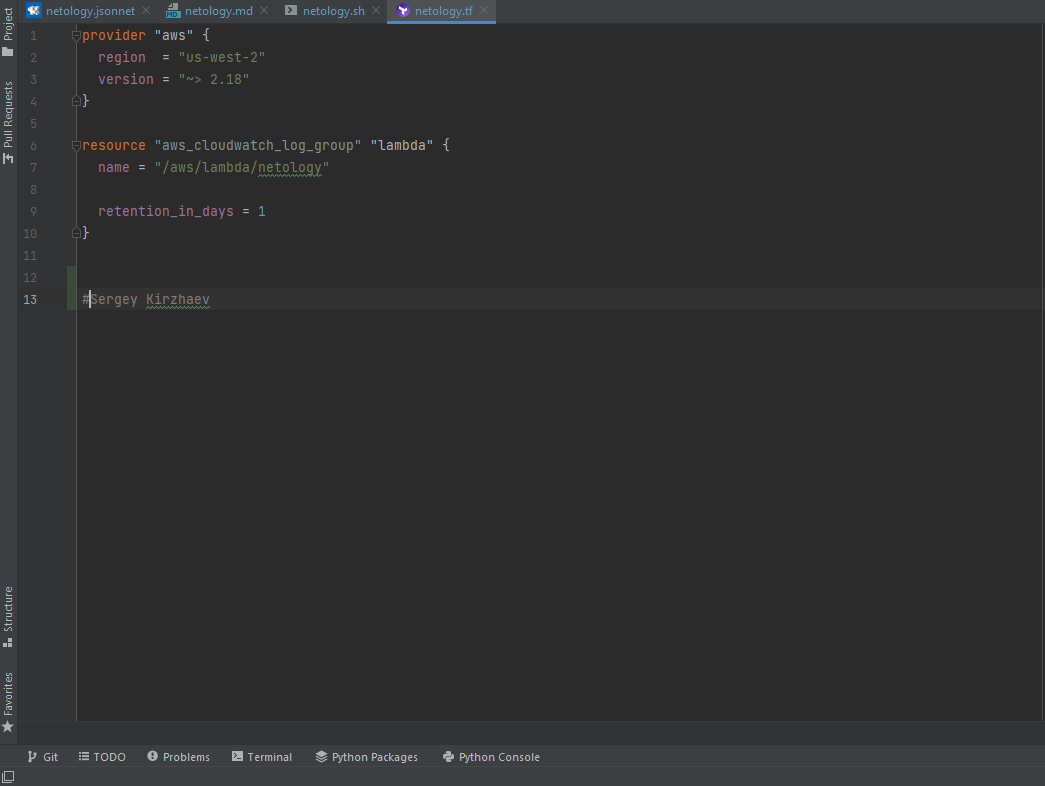 netology.jsonnet netology.md netology.sh netology.tf
Project
Pull Requests
1 provider "aws" {
2   region  = "us-west-2"
3   version = "~> 2.18"
4 }
5
6 resource "aws_cloudwatch_log_group" "lambda" {
7   name = "/aws/lambda/netology"
8
9   retention_in_days = 1
10 }
11
12
13 #Sergey Kirzhaev
Structure
Favorites
Git TODO Problems Terminal Python Packages Python Console